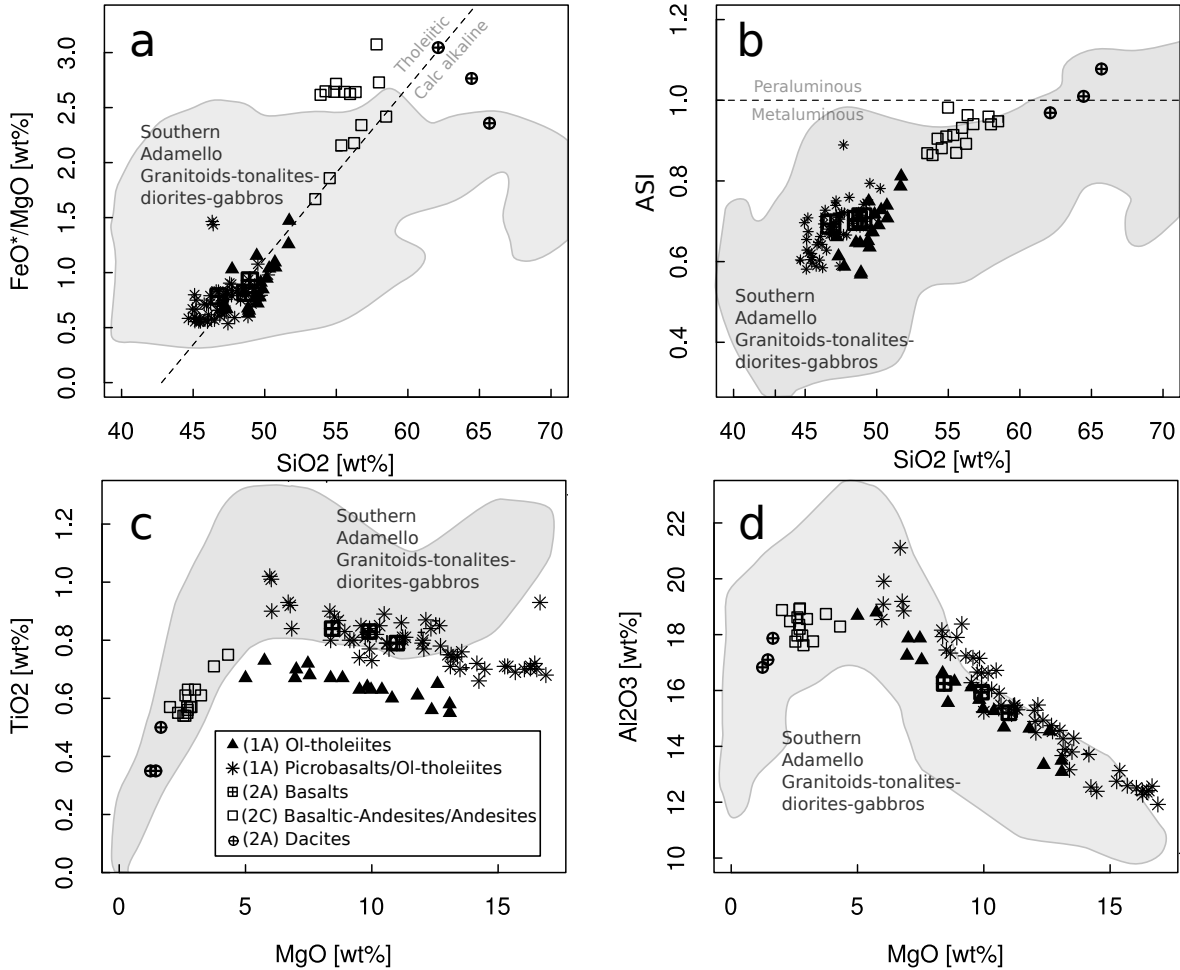 a
Tholeiitic
Calc alkaline
Southern
Adamello
Granitoids-tonalites-
diorites-gabbros
FeO*/MgO [wt%]
0.0 0.5 1.0 1.5 2.0 2.5 3.0
40 45 50 55 60 65 70
SiO2 [wt%]
b
Peraluminous
Metaluminous
Southern
Adamello
Granitoids-tonalites-
diorites-gabbros
ASI
0.4 0.6 0.8 1.0 1.2
40 45 50 55 60 65 70
SiO2 [wt%]
c
Southern
Adamello
Granitoids-tonalites-
diorites-gabbros
TiO2 [wt%]
0.0 0.2 0.4 0.6 0.8 1.0 1.2
(1A) Ol-tholeiites
(1A) Picrobasalts/Ol-tholeiites
(2A) Basalts
(2C) Basaltic-Andesites/Andesites
(2A) Dacites
0 5 10 15
MgO [wt%]
d
Southern
Adamello
Granitoids-tonalites-
diorites-gabbros
Al2O3 [wt%]
10 12 14 16 18 20 22
0 5 10 15
MgO [wt%]